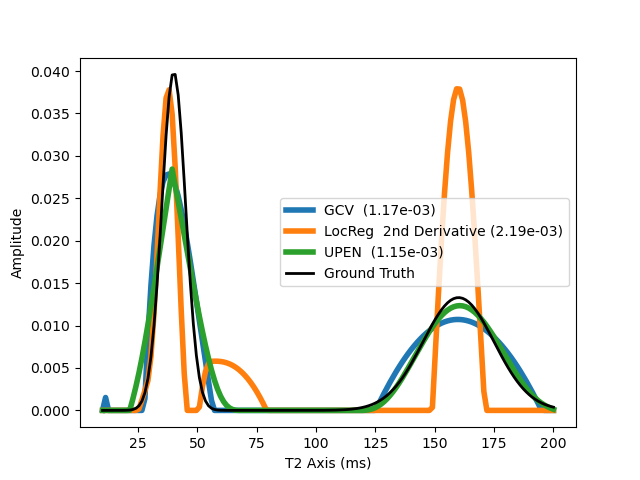 0.040
0.035
0.030
0.025
0.020
0.015
0.010
0.005
0.000
Amplitude
GCV (1.17e-03)
LocReg 2nd Derivative (2.19e-03)
UPEN (1.15e-03)
Ground Truth
25 50 75 100 125 150 175 200
T2 Axis (ms)